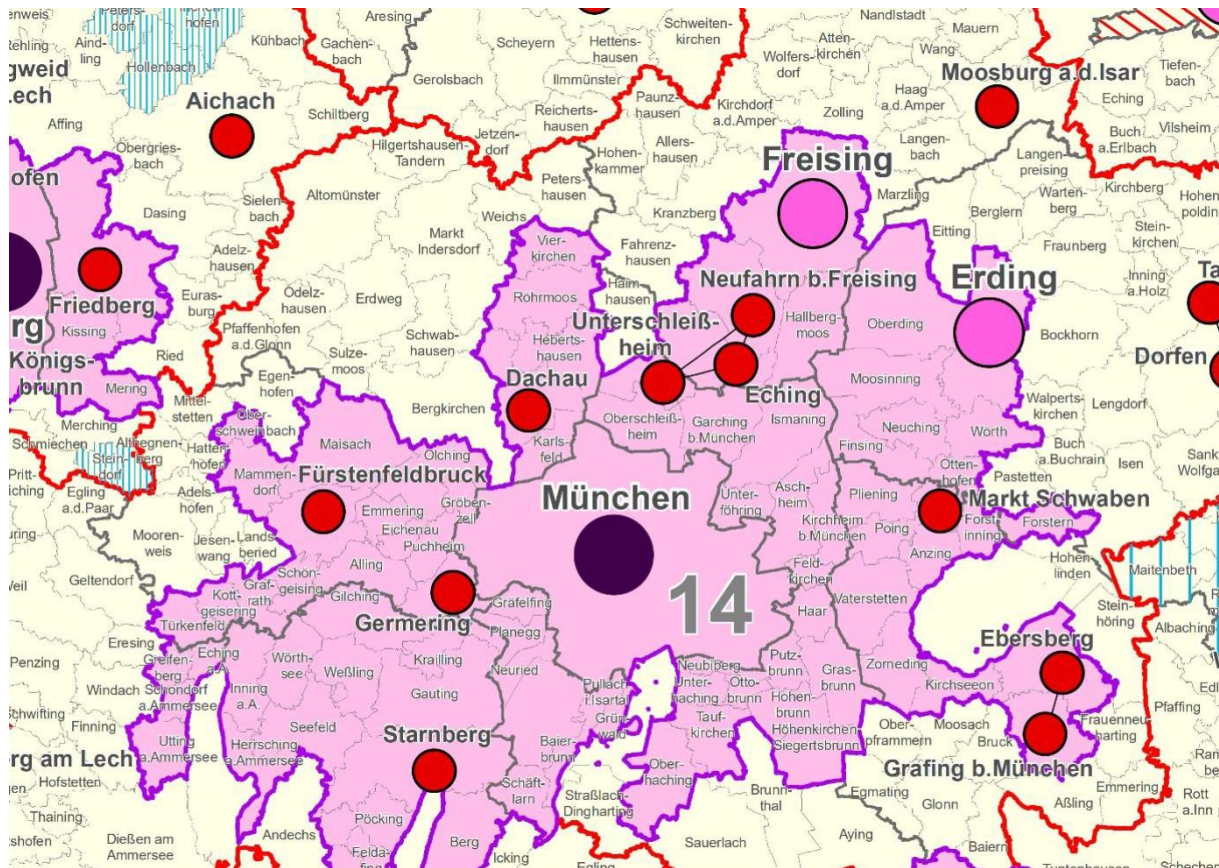 Aresing
Nandlstadt
Mauern
Kühbach
Gachen-
bach
Scheyern
Hettens-
hausen
Schweiten-
kirchen
Atten-
kirchen
Wolfers-
dorf
Wang
Tiefen-
bach
Aind-
ling
Hollenbach
Gerolsbach
Ilmmünster
Moosburg a.d.Isar
Aichach
Schiltberg
Reicherts-
hausen
Paunz-
hausen
Kirchdorf
a.d.Amper
Zolling
Haag
a.d.Amper
Eching
Affing
Obergries-
bach
Hilgertshausen-
Tandern
Jetzen-
dorf
Hohen-
kammer
Allers-
hausen
Langen-
bach
Buch
a.Erlbach
Vilsheim
Freising
Langen-
preising
Kirchberg
Altomünster
Peters-
hausen
Marzling
Warten-
berg
Dasing
Sielen-
bach
Weichs
Kranzberg
Berglern
Adelz-
hausen
Markt
Indersdorf
Vier-
kirchen
Fahrenz-
hausen
Eitting
Fraunberg
Stein-
kirchen
Friedberg
Euras-
burg
Odelz-
hausen
Erdweg
Röhrmoos
Haim
hausen
Neufahrn b.Freising
Erding
Inning
a.Holz
Kissing
Pfaffenhofen
a.d.Glonn
Schwab-
hausen
Heberts-
hausen
Unterschleiß-
heim
Hallberg-
moos
Oberding
Bockhorn
Königs-
brunn
Ried
Sulze-
moos
Dorfen
Mering
Egen-
hofen
Dachau
Eching
Moosinning
Merching
Mittel-
stetten
Ober-
schweinbach
Bergkirchen
Oberschleiß-
heim
Garching
b.München
Ismaning
Neuching
Wörth
Walperts-
kirchen
Lengdorf
Schmiechen
Althegnen-
berg
Stein-
dorf
Hatten-
hofen
Maisach
Olching
Karls-
feld
Finsing
Buch
a.Buchrain
Isen
Mammen-
dorf
Fürstenfeldbruck
München
Otten-
hofen
Pastetten
Egling
a.d.Paar
Adels-
hofen
Emmering
Gröben-
zell
Unter-
föhring
Asch-
heim
Pliening
Markt Schwaben
Mooren-
weis
Jesen-
wang
Lands-
beried
Eichenau
Puchheim
Kirchheim
b.München
Poing
Forst-
inning
Forstern
Alling
Anzing
Hohen-
linden
Geltendorf
Kott-
geisering
Graf-
rath
Schön-
geising
Gilching
Feld-
kirchen
Maitenbeth
Türkenfeld
Germering
Gräfelfing
14
Haar
Vaterstetten
Stein-
höring
Eresing
Planegg
Albaching
Penzing
Greifen-
berg
Eching
a.A.
Wörth-
see
Weßling
Krailling
Neuried
Neubiberg
Putz-
brunn
Ebersberg
Windach
Schondorf
a.Ammersee
Inning
a.A.
Gauting
Pullach
i.Isartal
Unter-
haching
Otto-
brunn
Gras-
brunn
Zorneding
Kirchseeon
Finning
Seefeld
Grün-
wald
Tauf-
kirchen
Höhen-
brunn
Pfaffing
Utting
a.Ammersee
Herrsching
a.Ammersee
Starnberg
Baier-
brunn
Höhenkirchen
Siegertsbrunn
Ober-
pframmern
Moosach
Bruck
Frauenneu
harting
rg am Lech
Hofstetten
Ober-
haching
Grafing b.München
Schäft-
larn
Straßlach-
Dingharting
Brunn-
thal
Egmating
Glonn
Aßling
Emmering
Rott
a.Inn
Thaining
Pöcking
Dießen am
Ammersee
Andechs
Berg
Icking
Sauerlach
Aying
Baiern
Egling